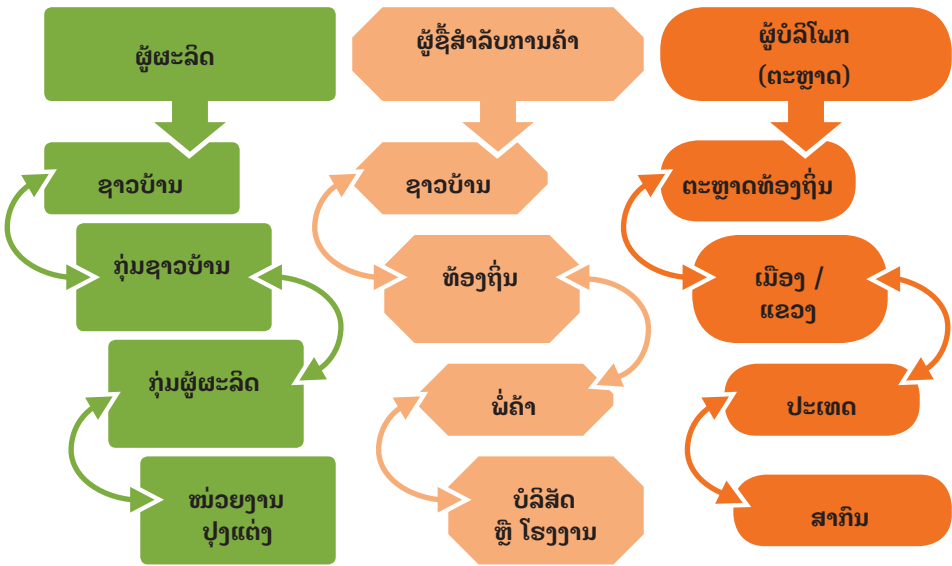 ຜູ້ຜະລິດ
ຊາວບ້ານ
ກຸ່ມຊາວບ້ານ
ກຸ່ມຜູ້ຜະລິດ
ໜ່ວຍງານ
ປຸງແຕ່ງ
ຜູ້ຊື້ສຳລັບການຄ້າ
ຊາວບ້ານ
ທ້ອງຖິ່ນ
ພໍ່ຄ້າ
ບໍລິສັດ
ຫຼື ໂຮງງານ
ຜູ້ບໍລິໂພກ
(ຕະຫຼາດ)
ຕະຫຼາດທ້ອງຖິ່ນ
ເມືອງ /
ແຂວງ
ປະເທດ
ສາກົນ